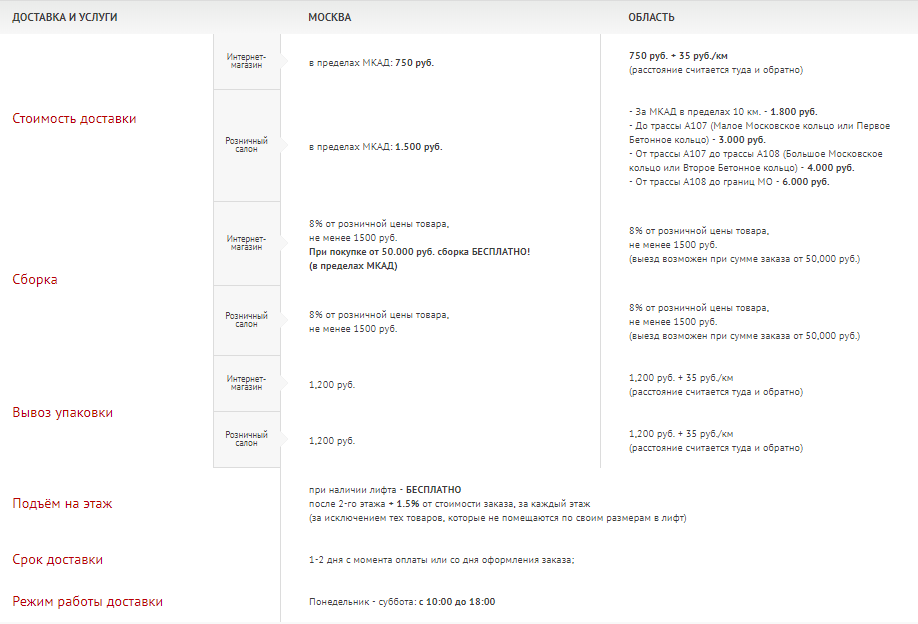 ДОСТАВКА И УСЛУГИ
МОСКВА
ОБЛАСТЬ
Стоимость доставки
Интернет-
магазин
в пределах МКАД: 750 руб.
750 руб. + 35 руб./км
(расстояние считается туда и обратно)
Розничный
салон
в пределах МКАД: 1.500 руб.
- За МКАД в пределах 10 км. - 1.800 руб.
- До трассы А107 (Малое Московское кольцо или Первое
Бетонное кольцо) - 3.000 руб.
- От трассы А107 до трассы А108 (Большое Московское
кольцо или Второе Бетонное кольцо) - 4.000 руб.
- От трассы А108 до границ МО - 6.000 руб.
Сборка
Интернет-
магазин
8% от розничной цены товара,
не менее 1500 руб.
При покупке от 50.000 руб. сборка БЕСПЛАТНО!
(в пределах МКАД)
8% от розничной цены товара,
не менее 1500 руб.
(выезд возможен при сумме заказа от 50,000 руб.)
Розничный
салон
8% от розничной цены товара,
не менее 1500 руб.
8% от розничной цены товара,
не менее 1500 руб.
(выезд возможен при сумме заказа от 50,000 руб.)
Вывоз упаковки
Интернет-
магазин
1,200 руб.
1,200 руб. + 35 руб./км
(расстояние считается туда и обратно)
Розничный
салон
1,200 руб.
1,200 руб. + 35 руб./км
(расстояние считается туда и обратно)
Подъём на этаж
при наличии лифта - БЕСПЛАТНО
после 2-го этажа + 1.5% от стоимости заказа, за каждый этаж
(за исключением тех товаров, которые не помещаются по своим размерам в лифт)
Срок доставки
1-2 дня с момента оплаты или со дня оформления заказа;
Режим работы доставки
Понедельник - суббота: с 10:00 до 18:00